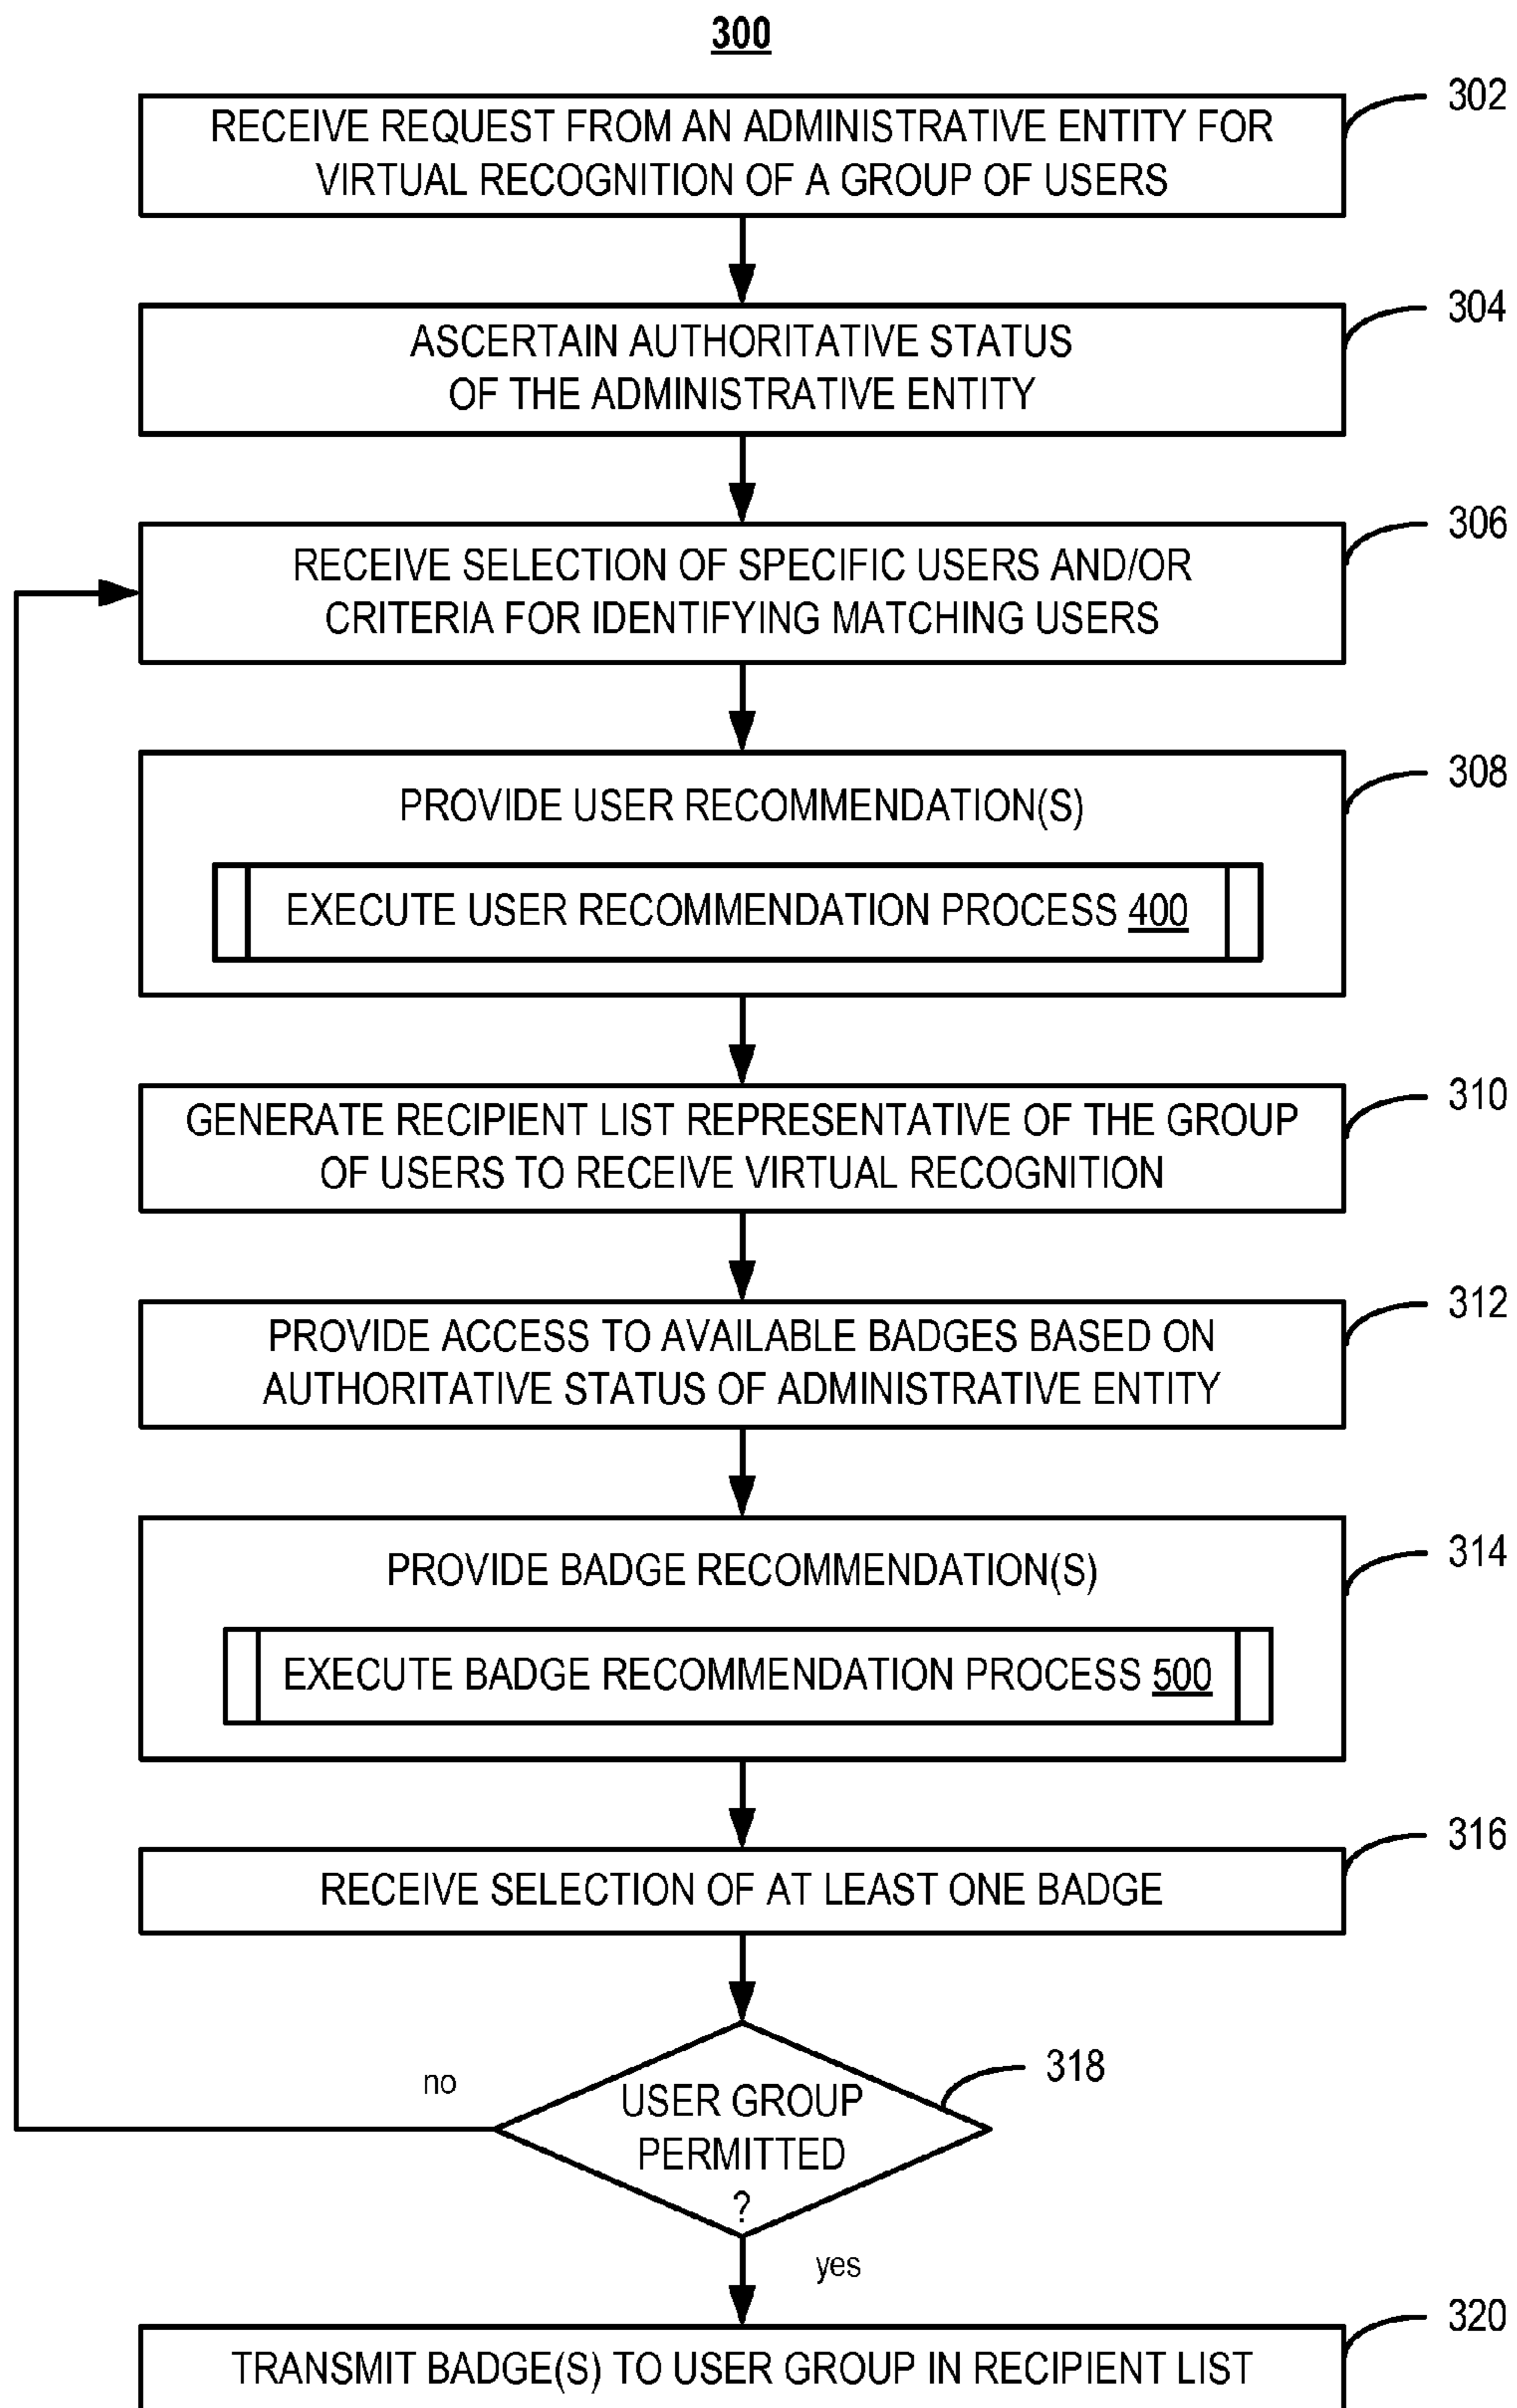 300
302
RECEIVE REQUEST FROM AN ADMINISTRATIVE ENTITY FOR
VIRTUAL RECOGNITION OF A GROUP OF USERS
304
ASCERTAIN AUTHORITATIVE STATUS
OF THE ADMINISTRATIVE ENTITY
306
RECEIVE SELECTION OF SPECIFIC USERS AND/OR
CRITERIA FOR IDENTIFYING MATCHING USERS
308
PROVIDE USER RECOMMENDATION(S)
EXECUTE USER RECOMMENDATION PROCESS 400
310
GENERATE RECIPIENT LIST REPRESENTATIVE OF THE GROUP
OF USERS TO RECEIVE VIRTUAL RECOGNITION
312
PROVIDE ACCESS TO AVAILABLE BADGES BASED ON
AUTHORITATIVE STATUS OF ADMINISTRATIVE ENTITY
314
PROVIDE BADGE RECOMMENDATION(S)
EXECUTE BADGE RECOMMENDATION PROCESS 500
316
RECEIVE SELECTION OF AT LEAST ONE BADGE
318
no
USER GROUP
PERMITTED
?
yes
320
TRANSMIT BADGE(S) TO USER GROUP IN RECIPIENT LIST